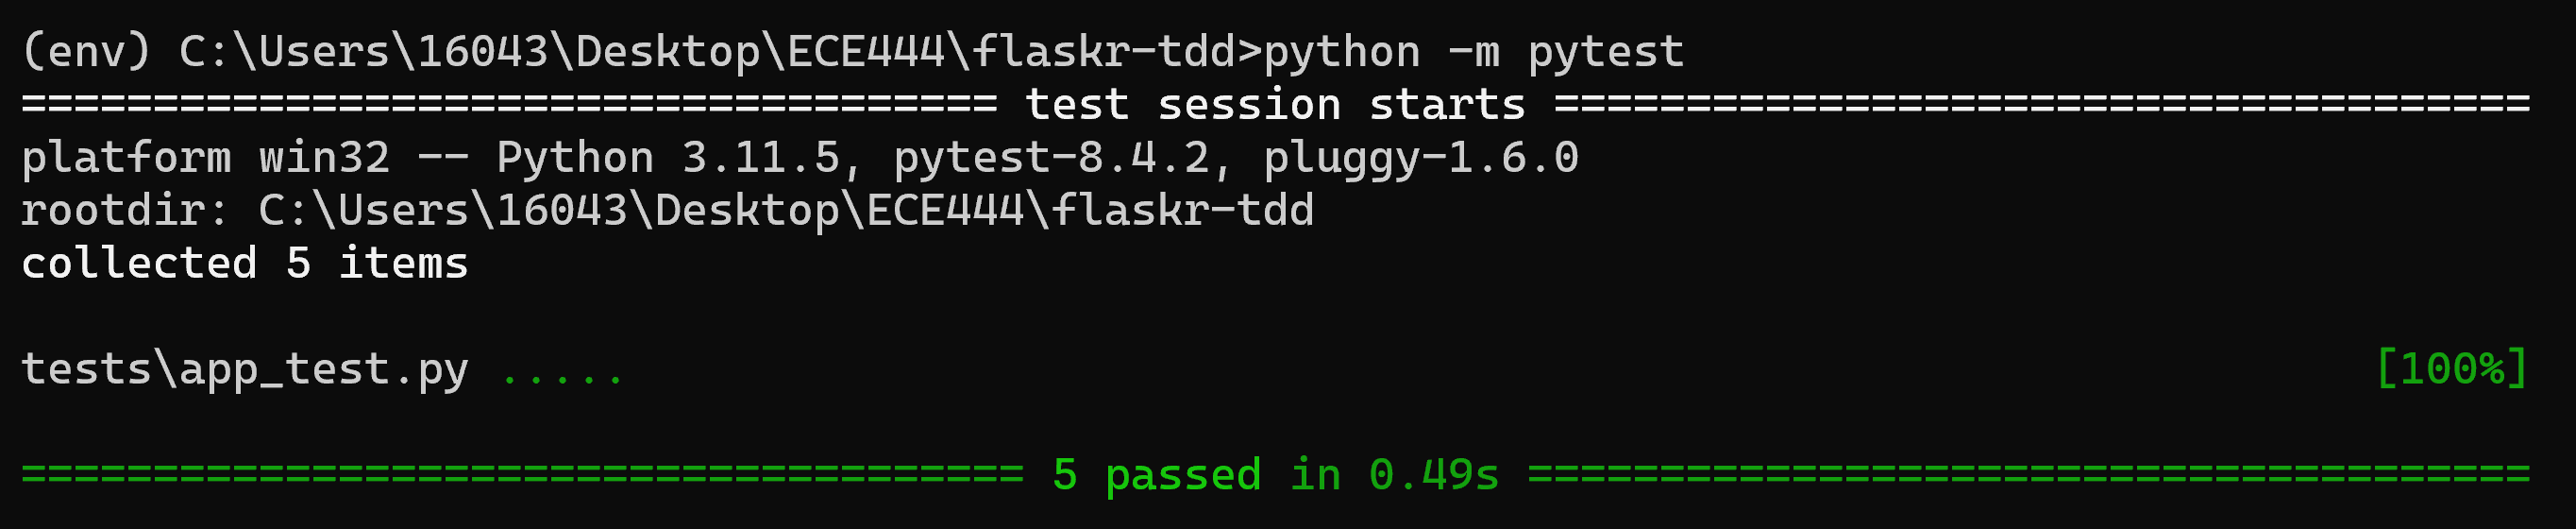 (env) C:\Users\16043\Desktop\ECE444\flaskr-tdd>python -m pytest
===================================== test session starts =====================================
platform win32 -- Python 3.11.5, pytest-8.4.2, pluggy-1.6.0
rootdir: C:\Users\16043\Desktop\ECE444\flaskr-tdd
collected 5 items
tests\app_test.py ..... [100%]
====================================== 5 passed in 0.49s ======================================